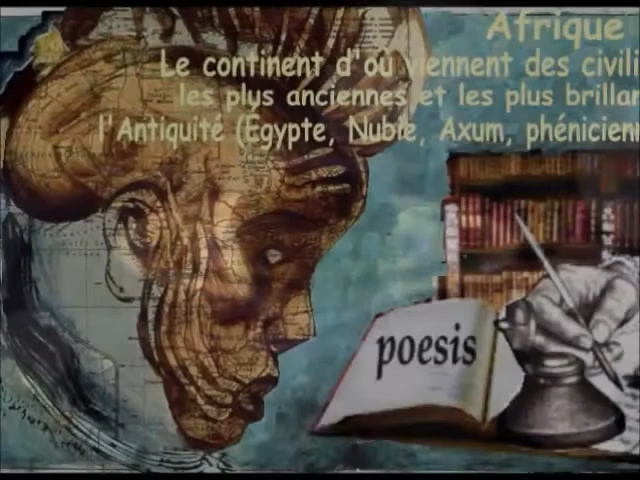 Afrique
Le continent d'où viennent des civili
les plus anciennes et les plus brillan
l'Antiquité (Egypte, Nubie, Axum, phénicien
poesis